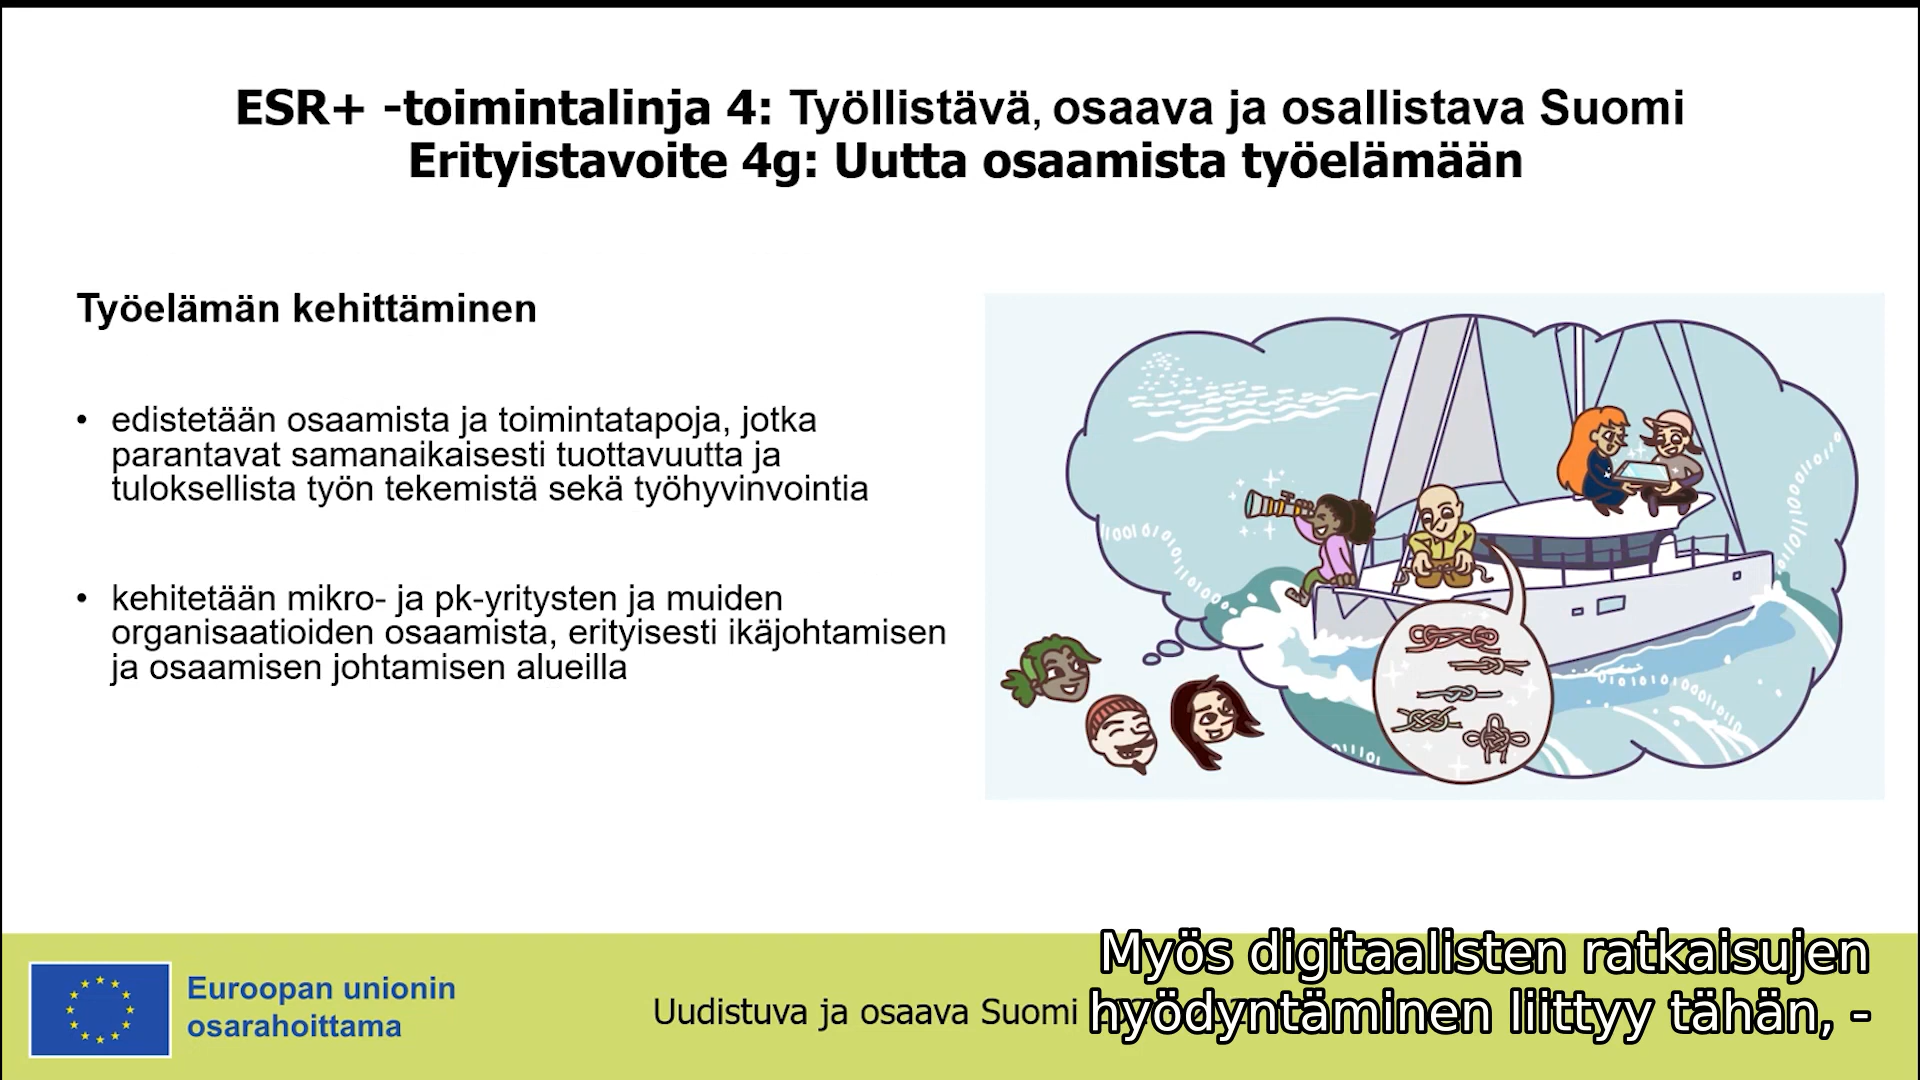 ESR+ -toimintalinja 4: Työllistävä, osaava ja osallistava Suomi
Erityistavoite 4g: Uutta osaamista työelämään
Työelämän kehittäminen
• edistetään osaamista ja toimintatapoja, jotka
parantavat samanaikaisesti tuottavuutta ja
tuloksellista työn tekemistä sekä työhyvinvointia
• kehitetään mikro- ja pk-yritysten ja muiden
organisaatioiden osaamista, erityisesti ikäjohtamisen
ja osaamisen johtamisen alueilla
Euroopan unionin
osarahoittama
Uudistuva ja osaava Suomi
Myös digitaalisten ratkaisujen
hyödyntäminen liittyy tähän, -